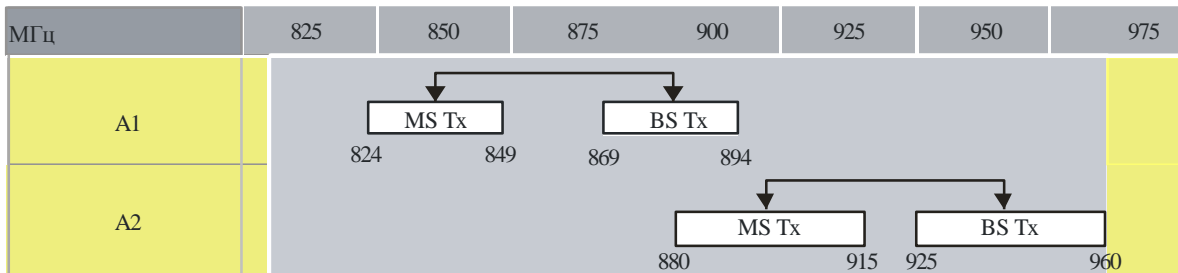 МГц 825 850 875 900 925 950 975
A1 MS Tx BS Tx
824 849 869 894
A2 MS Tx BS Tx
880 915 925 960